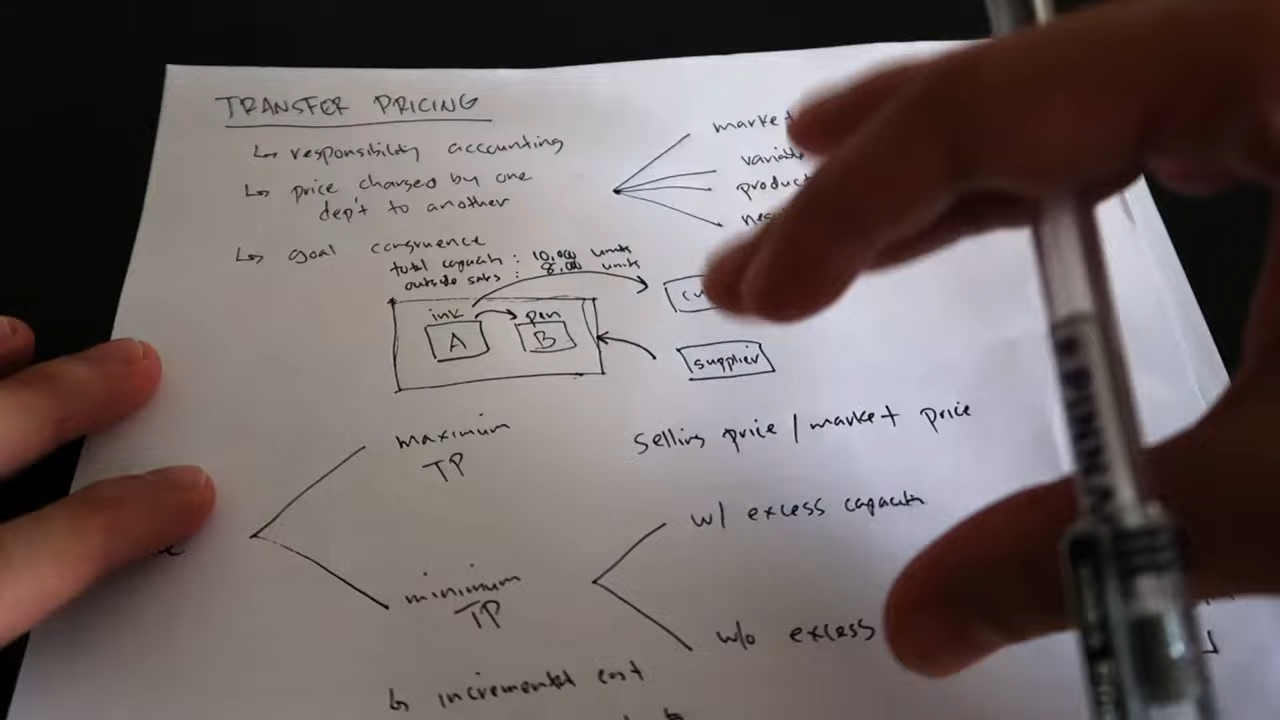 TRANSFER PRICING
↳ responsibility accounting
↳ price charged by one
dep't to another
market
product
↳ goal congruence
total capacity : 10,000 units
outside sales : 8,000 units
ink
pen
A
B
supplier
maximum
TP
selling price / market price
w/ excess capacity
minimum
TP
w/o excess
↳ incremental cost